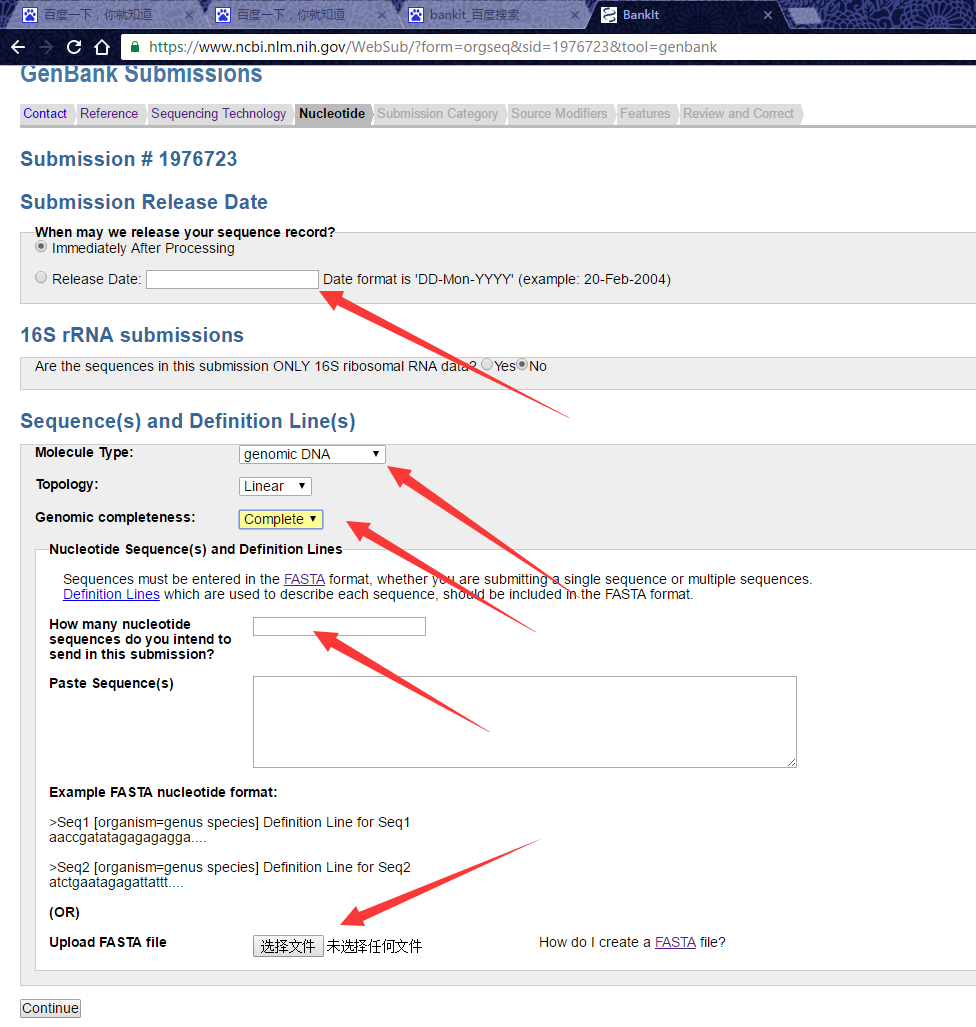 百度一下，你就知道
百度一下，你就知道
bankit_百度搜索
BankIt
https://www.ncbi.nlm.nih.gov/WebSub/?form=orgseq&sid=1976723&tool=genbank
GenBank Submissions
Contact Reference Sequencing Technology Nucleotide Submission Category Source Modifiers Features Review and Correct
Submission # 1976723
Submission Release Date
When may we release your sequence record?
Immediately After Processing
Release Date: Date format is 'DD-Mon-YYYY' (example: 20-Feb-2004)
16S rRNA submissions
Are the sequences in this submission ONLY 16S ribosomal RNA data? Yes No
Sequence(s) and Definition Line(s)
Molecule Type: genomic DNA
Topology: Linear
Genomic completeness: Complete
Nucleotide Sequence(s) and Definition Lines
Sequences must be entered in the FASTA format, whether you are submitting a single sequence or multiple sequences.
Definition Lines which are used to describe each sequence, should be included in the FASTA format.
How many nucleotide
sequences do you intend to
send in this submission?
Paste Sequence(s)
Example FASTA nucleotide format:
>Seq1 [organism=genus species] Definition Line for Seq1
aaccgatatagagagagga....
>Seq2 [organism=genus species] Definition Line for Seq2
atctgaatagagattattt....
(OR)
Upload FASTA file 选择文件 未选择任何文件 How do I create a FASTA file?
Continue